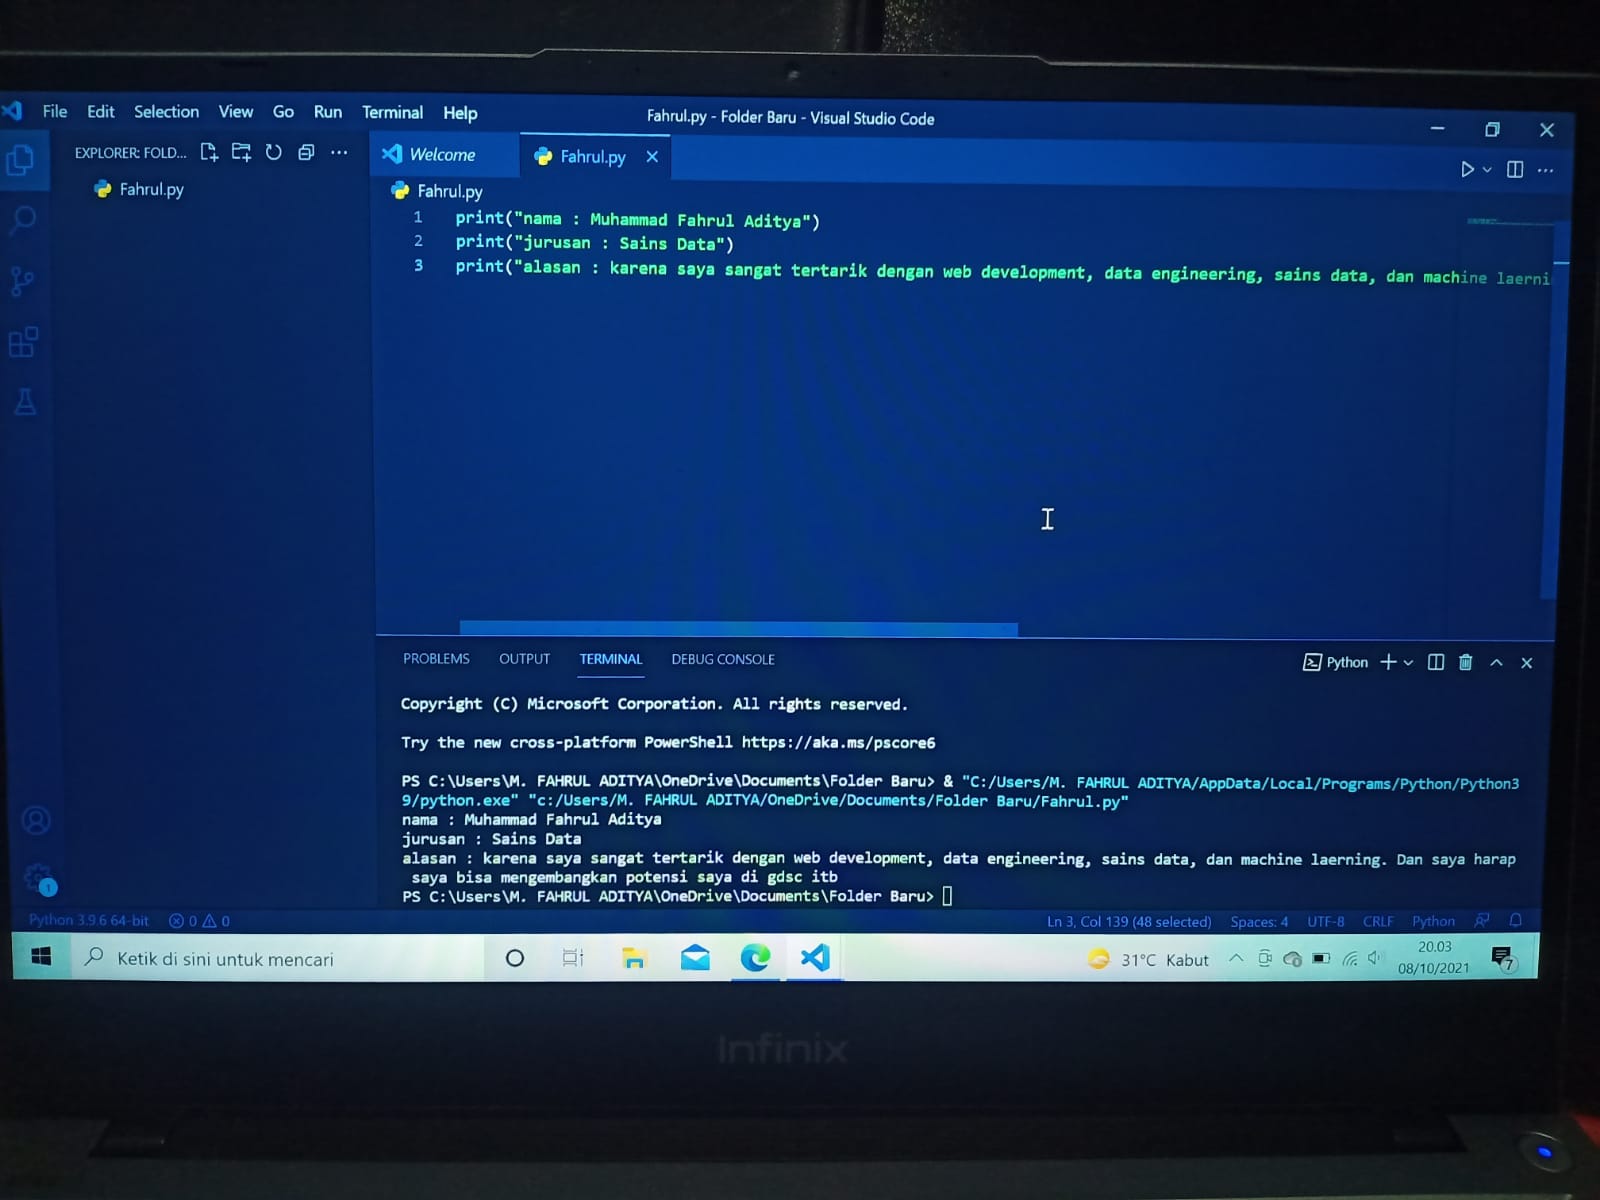 File Edit Selection View Go Run Terminal Help
Fahrul.py - Folder Baru - Visual Studio Code
EXPLORER: FOLD...
Welcome
Fahrul.py
Fahrul.py
Fahrul.py
1 print("nama : Muhammad Fahrul Aditya")
2 print("jurusan : Sains Data")
3 print("alasan : karena saya sangat tertarik dengan web development, data engineering, sains data, dan machine laerni
PROBLEMS OUTPUT TERMINAL DEBUG CONSOLE
Python
Copyright (C) Microsoft Corporation. All rights reserved.
Try the new cross-platform PowerShell https://aka.ms/pscore6
PS C:\Users\M. FAHRUL ADITYA\OneDrive\Documents\Folder Baru> & "C:/Users/M. FAHRUL ADITYA/AppData/Local/Programs/Python/Python3
9/python.exe" "c:/Users/M. FAHRUL ADITYA/OneDrive/Documents/Folder Baru/Fahrul.py"
nama : Muhammad Fahrul Aditya
jurusan : Sains Data
alasan : karena saya sangat tertarik dengan web development, data engineering, sains data, dan machine laerning. Dan saya harap
saya bisa mengembangkan potensi saya di gdsc itb
PS C:\Users\M. FAHRUL ADITYA\OneDrive\Documents\Folder Baru>
1
Python 3.9.6 64-bit 0 0
Ln 3, Col 139 (48 selected) Spaces: 4 UTF-8 CRLF Python
Ketik di sini untuk mencari
31°C Kabut
20.03
08/10/2021
7
Infinix